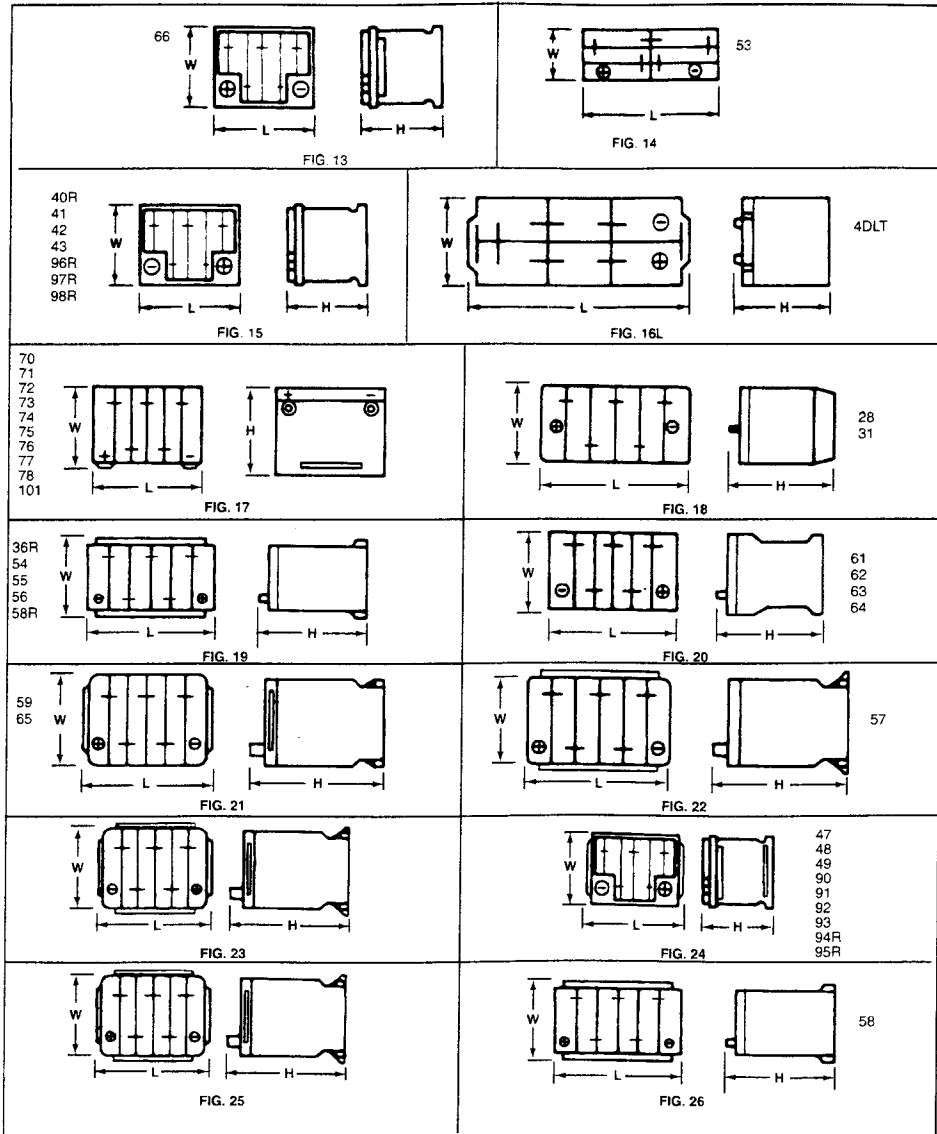 66
W
L
H
FIG. 13
53
W
L
FIG. 14
40R
41
42
43
96R
97R
98R
W
L
H
FIG. 15
4DLT
W
L
H
FIG. 16L
70
71
72
73
74
75
76
77
78
101
W
L
H
FIG. 17
28
31
W
L
H
FIG. 18
36R
54
55
56
58R
W
L
H
FIG. 19
61
62
63
64
W
L
H
FIG. 20
59
65
W
L
H
FIG. 21
57
W
L
H
FIG. 22
W
L
H
FIG. 23
47
48
49
90
91
92
93
94R
95R
W
L
H
FIG. 24
W
L
H
FIG. 25
58
W
L
H
FIG. 26